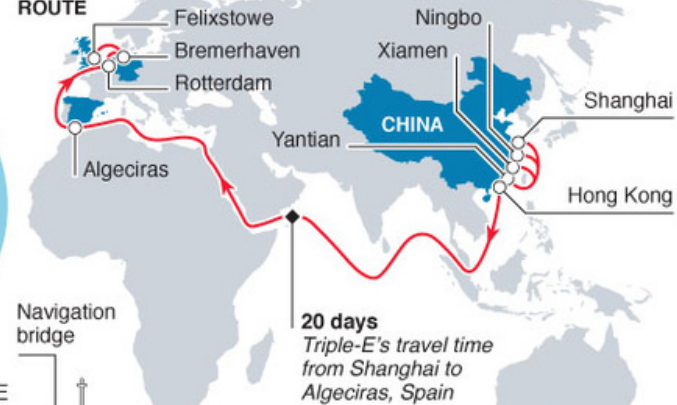 ROUTE
Felixstowe
Bremerhaven
Rotterdam
Algeciras
Ningbo
Xiamen
Shanghai
CHINA
Yantian
Hong Kong
20 days
Triple-E's travel time
from Shanghai to
Algeciras, Spain
Navigation
bridge
E